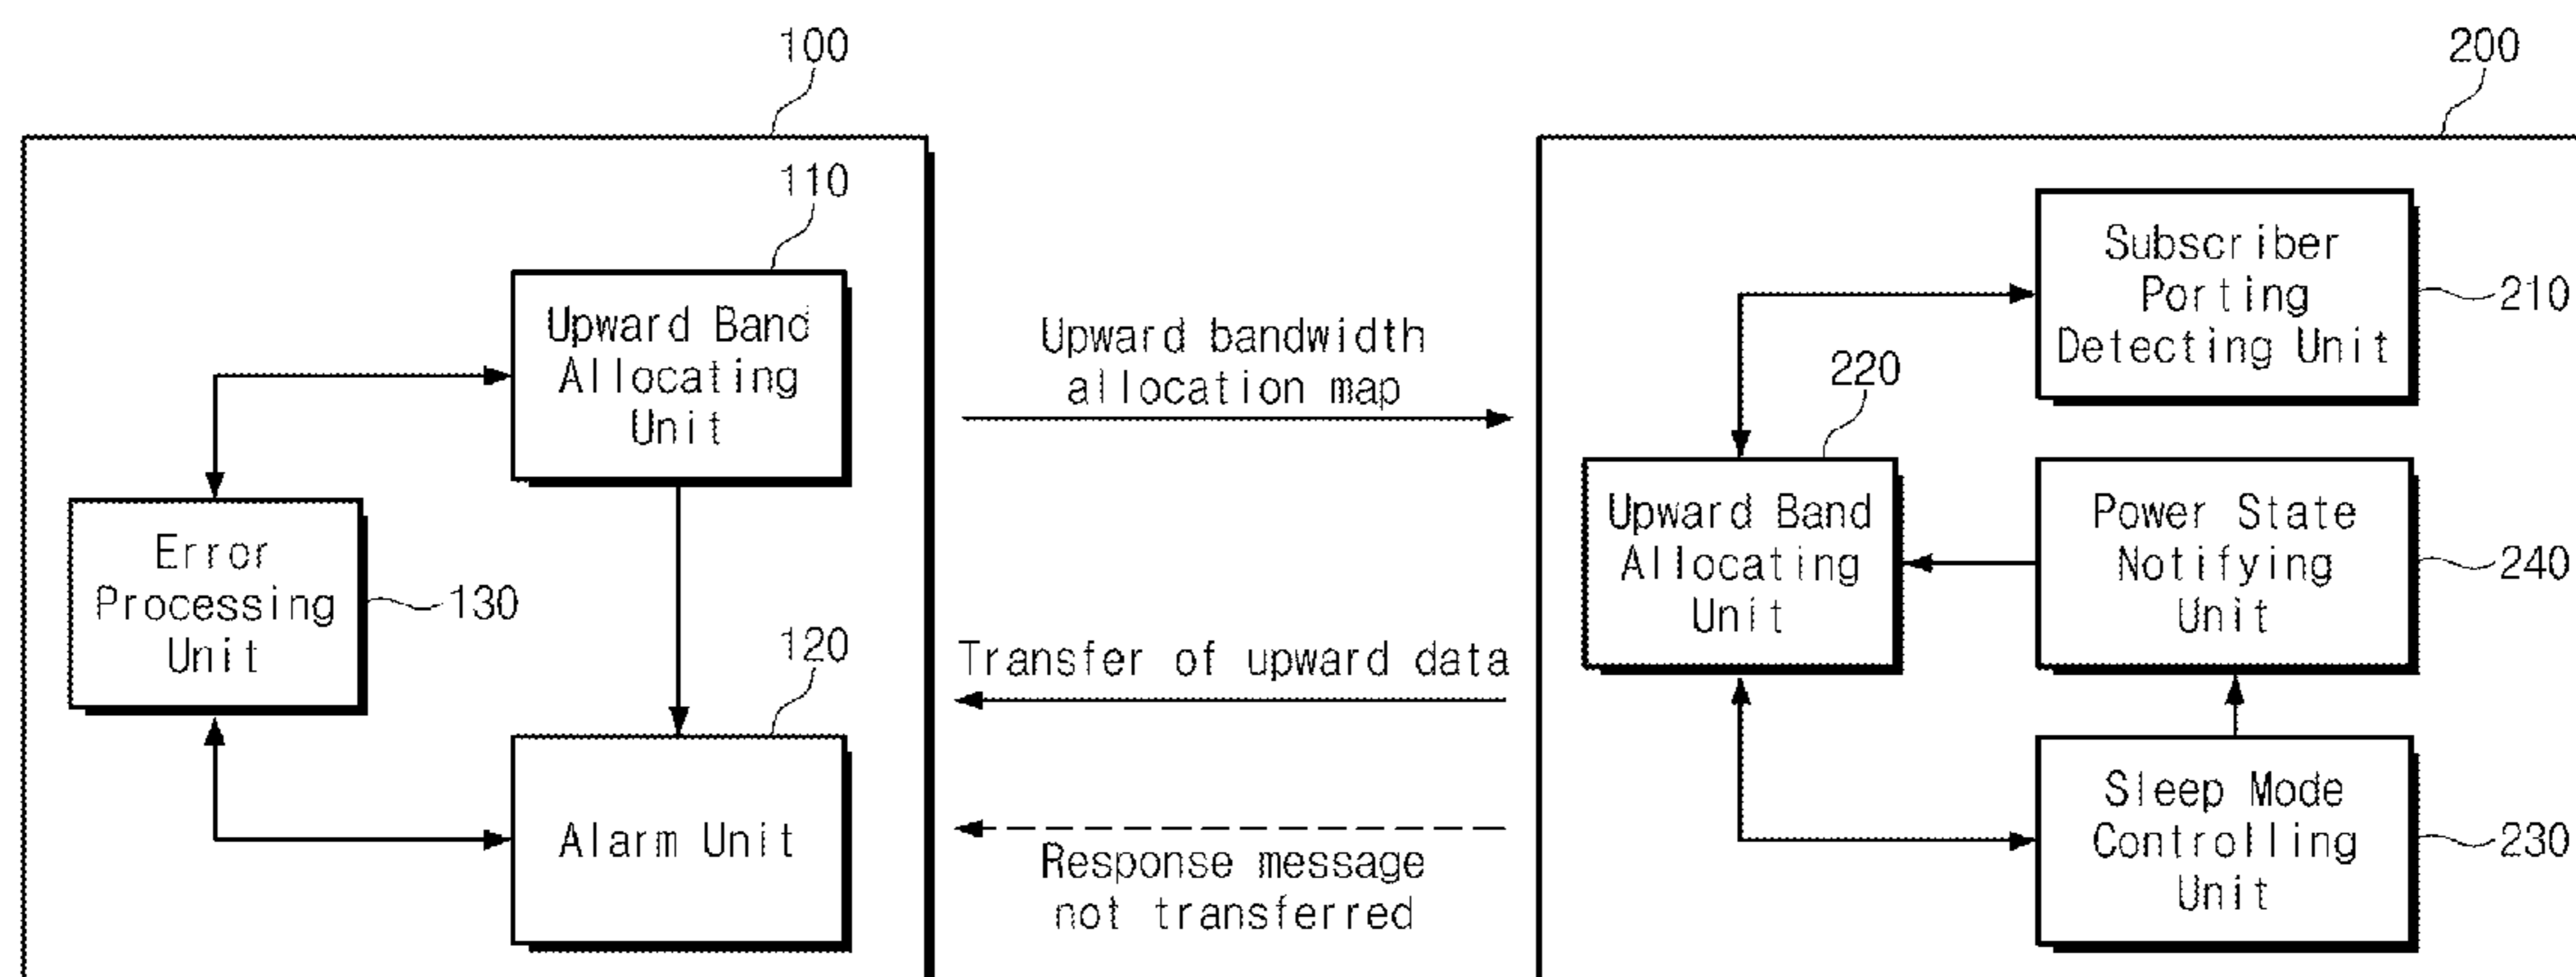 100
200
110
Upward Band
Allocating
Unit
Error
Processing
Unit
130
120
Alarm Unit
Upward bandwidth
allocation map
Transfer of upward data
Response message
not transferred
Subscriber
Porting
Detecting Unit
210
220
Upward Band
Allocating
Unit
Power State
Notifying
Unit
240
Sleep Mode
Controlling
Unit
230